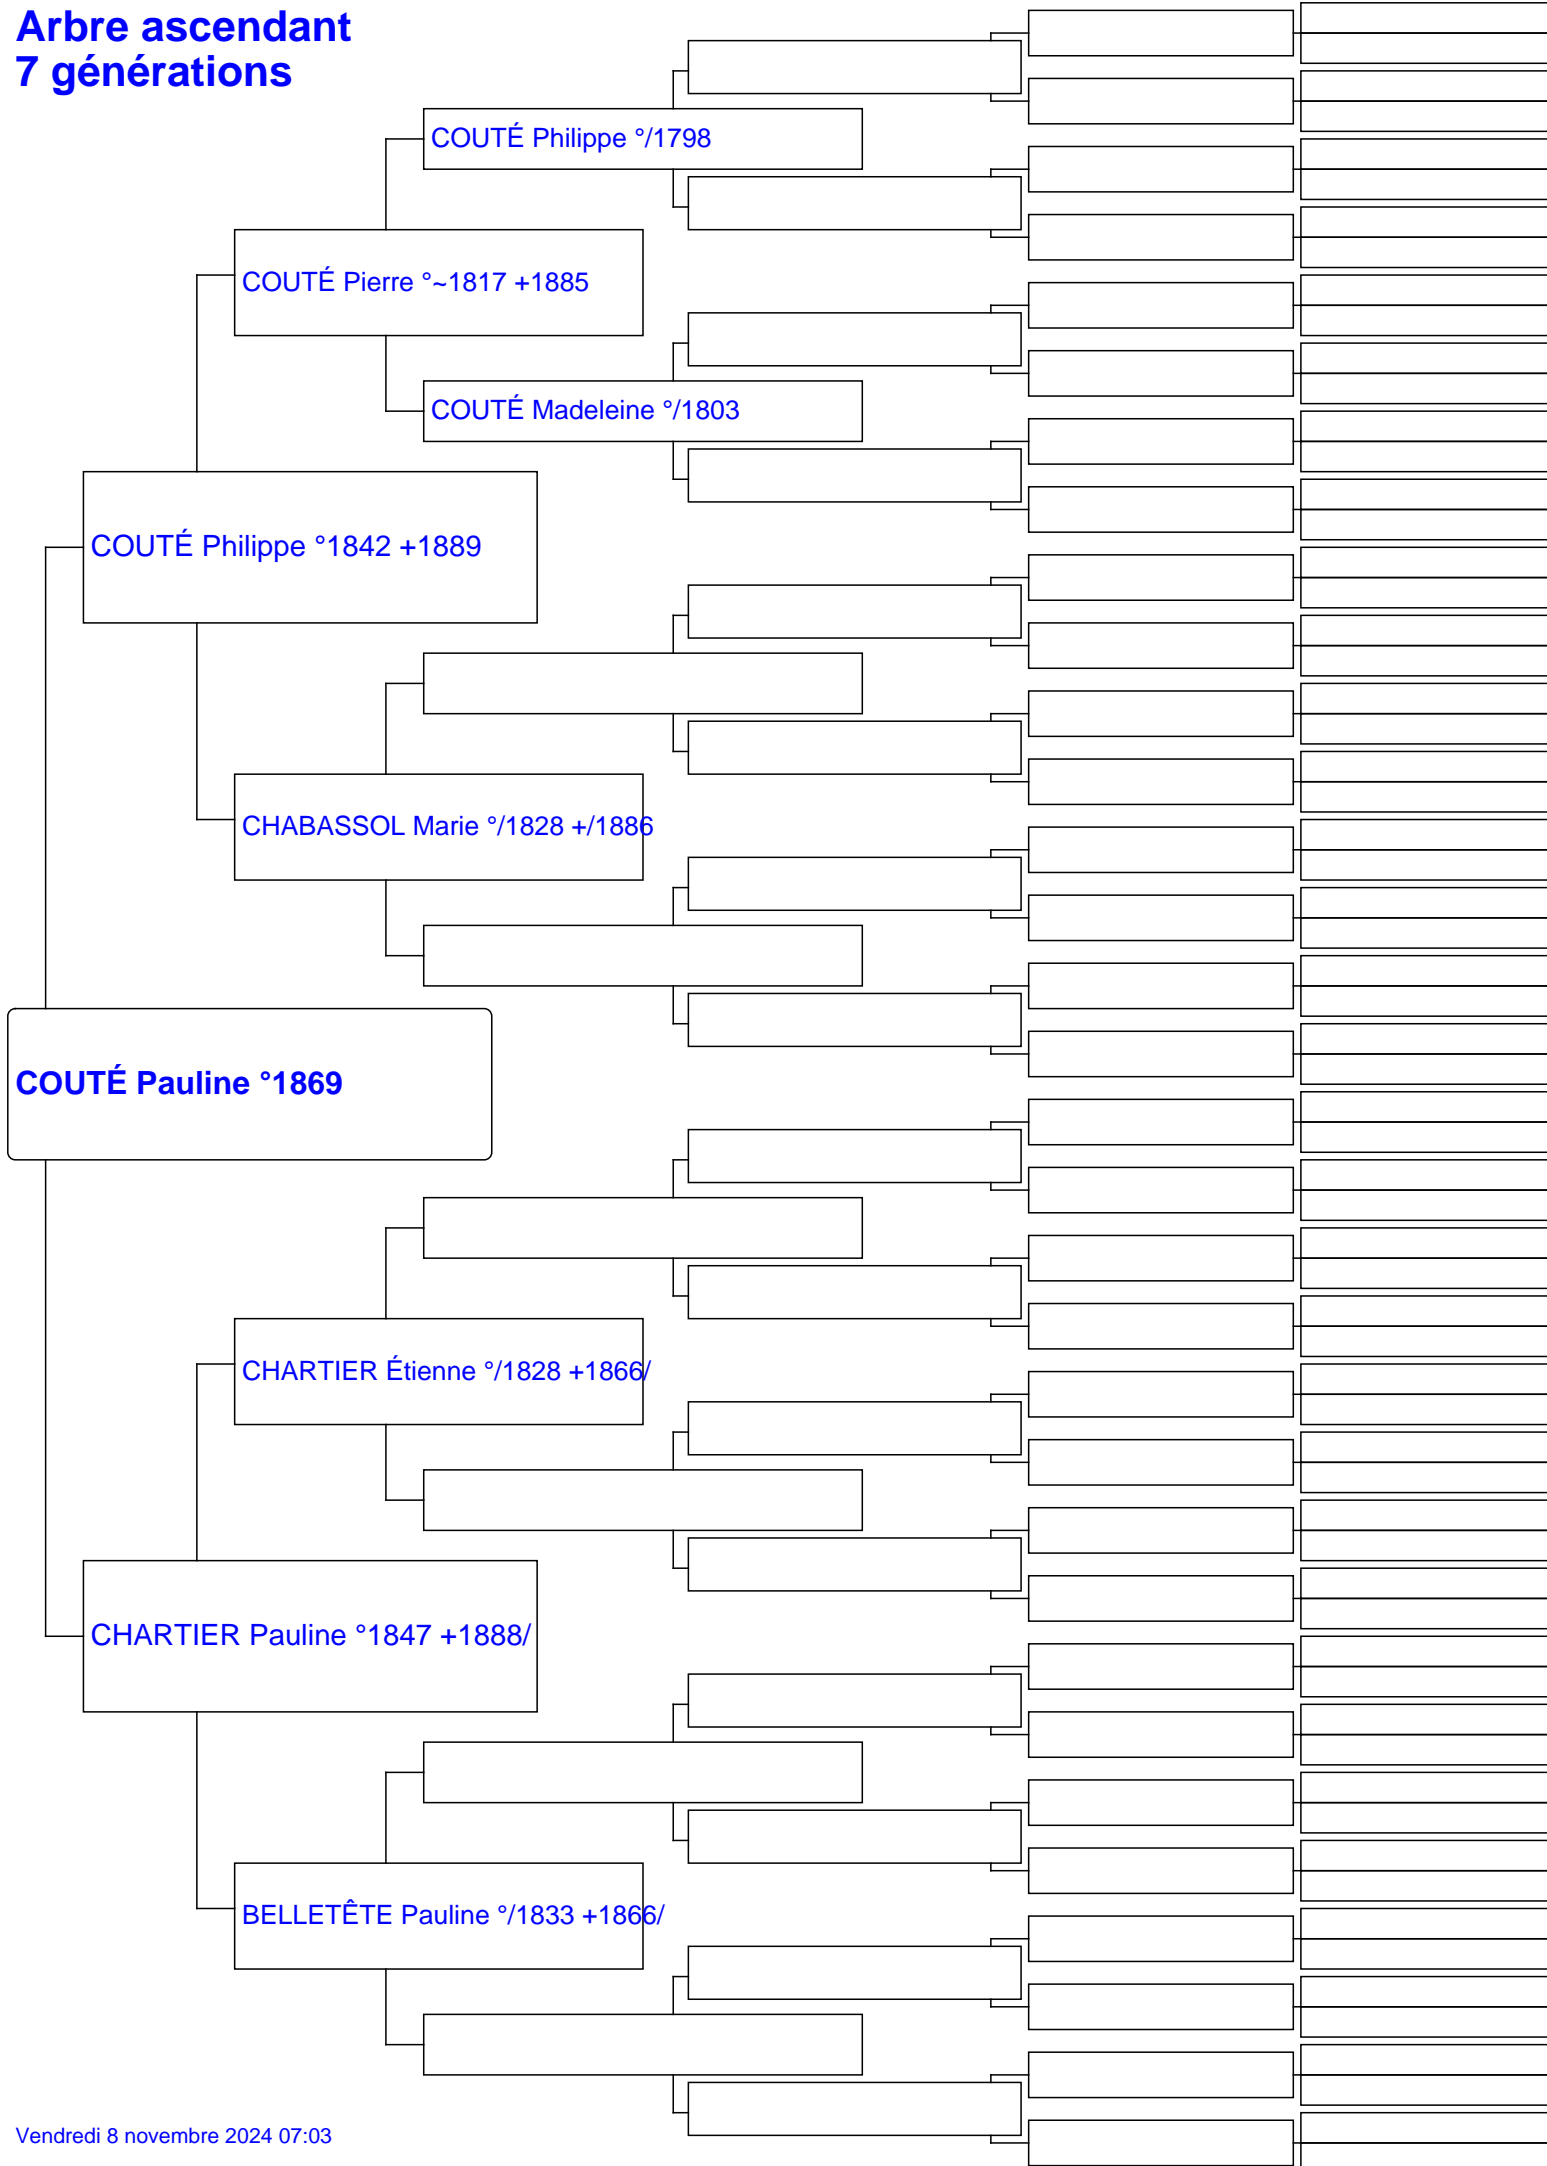 Arbre ascendant
7 générations
COUTÉ Philippe °/1798
COUTÉ Pierre °~1817 +1885
COUTÉ Madeleine °/1803
COUTÉ Philippe °1842 +1889
CHABASSOL Marie °/1828 +/1886
COUTÉ Pauline °1869
CHARTIER Étienne °/1828 +1866/
CHARTIER Pauline °1847 +1888/
BELLETÊTE Pauline °/1833 +1866/
Vendredi 8 novembre 2024 07:03